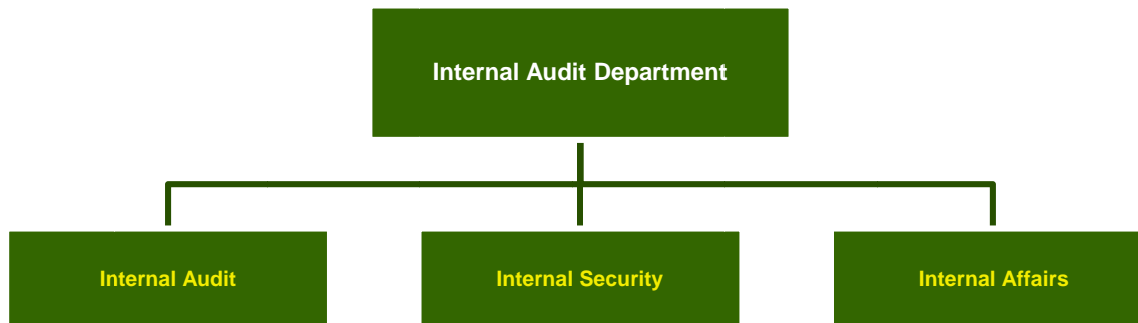 Internal Audit Department
Internal Audit
Internal Security
Internal Affairs